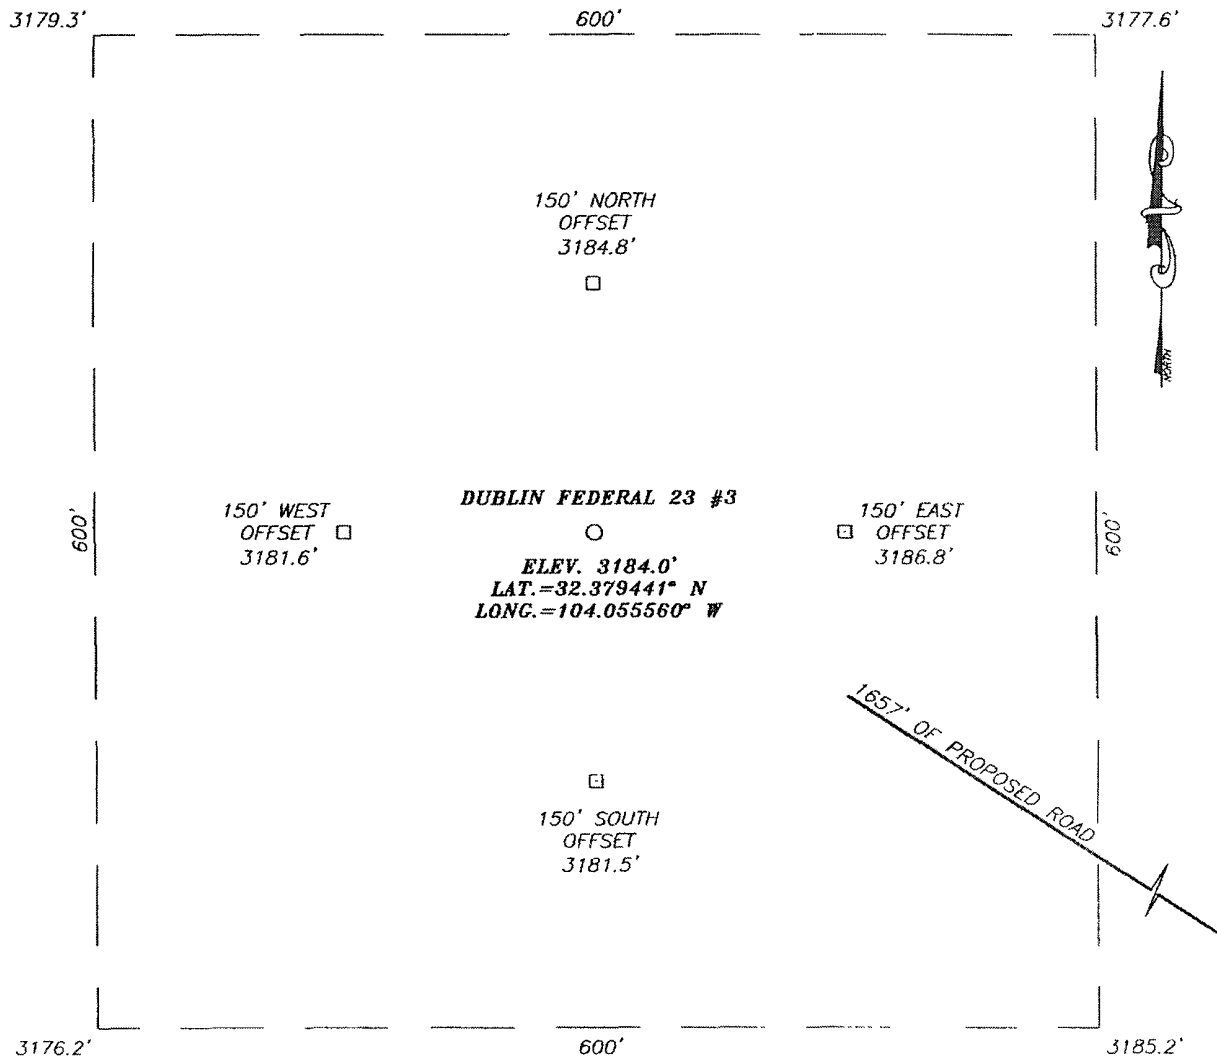 3179.3'
600'
3177.6'
150' NORTH
OFFSET
3184.8'
NORTH
150' WEST
OFFSET
3181.6'
DUBLIN FEDERAL 23 #3
ELEV. 3184.0'
LAT.=32.379441° N
LONG.=104.055560° W
150' EAST
OFFSET
3186.8'
600'
600'
1657' OF PROPOSED ROAD
150' SOUTH
OFFSET
3181.5'
3176.2'
600'
3185.2'